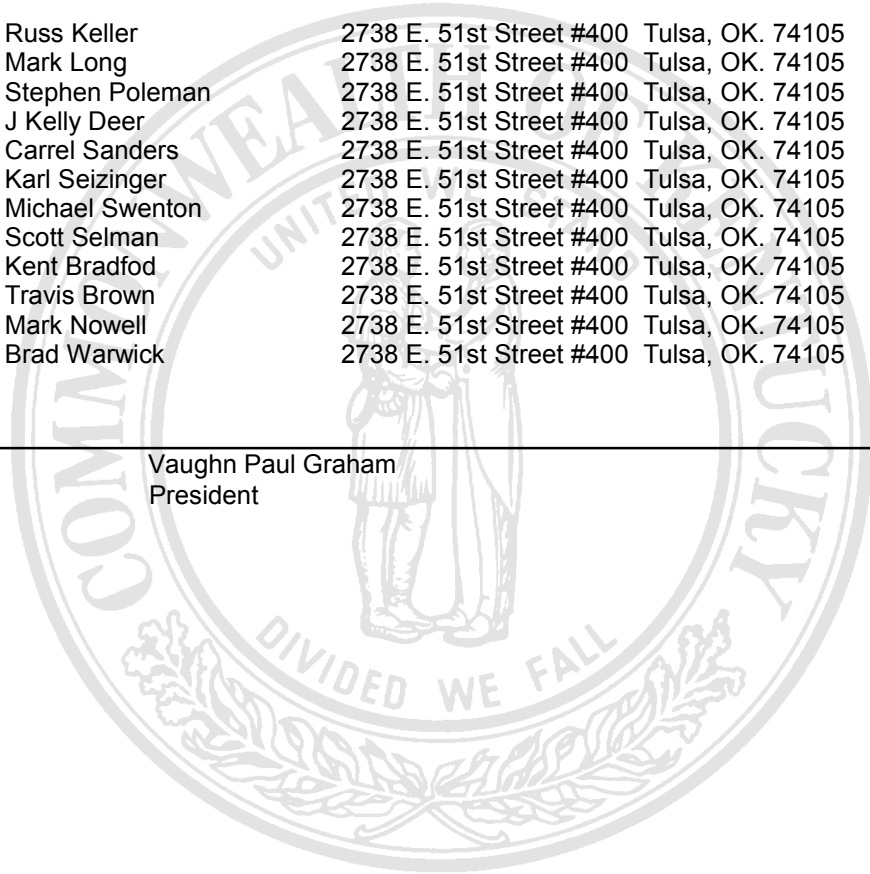 Russ Keller 2738 E. 51st Street #400 Tulsa, OK. 74105
Mark Long 2738 E. 51st Street #400 Tulsa, OK. 74105
Stephen Poleman 2738 E. 51st Street #400 Tulsa, OK. 74105
J Kelly Deer 2738 E. 51st Street #400 Tulsa, OK. 74105
Carrel Sanders 2738 E. 51st Street #400 Tulsa, OK. 74105
Karl Seizinger 2738 E. 51st Street #400 Tulsa, OK. 74105
Michael Swenton 2738 E. 51st Street #400 Tulsa, OK. 74105
Scott Selman 2738 E. 51st Street #400 Tulsa, OK. 74105
Kent Bradfod 2738 E. 51st Street #400 Tulsa, OK. 74105
Travis Brown 2738 E. 51st Street #400 Tulsa, OK. 74105
Mark Nowell 2738 E. 51st Street #400 Tulsa, OK. 74105
Brad Warwick 2738 E. 51st Street #400 Tulsa, OK. 74105
Vaughn Paul Graham
President
COMMONWEALTH OF KENTUCKY
UNITED WE STAND
DIVIDED WE FALL